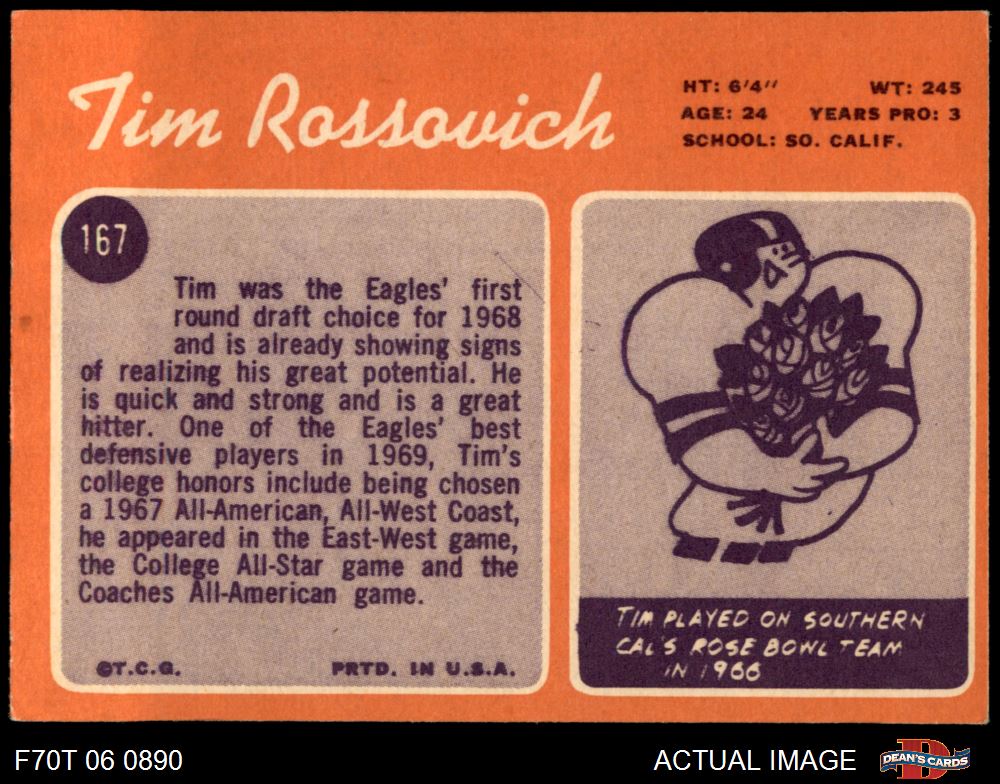 Tim Rossovich
HT: 6'4" WT: 245
AGE: 24 YEARS PRO: 3
SCHOOL: SO. CALIF.
167
Tim was the Eagles' first
round draft choice for 1968
and is already showing signs
of realizing his great potential. He
is quick and strong and is a great
hitter. One of the Eagles' best
defensive players in 1969, Tim's
college honors include being chosen
a 1967 All-American, All-West Coast,
he appeared in the East-West game,
the College All-Star game and the
Coaches All-American game.
©T.C.G. PRTD. IN U.S.A.
TIM PLAYED ON SOUTHERN
CAL'S ROSE BOWL TEAM
IN 1966
F70T 06 0890
ACTUAL IMAGE
D
DEAN'S CARDS